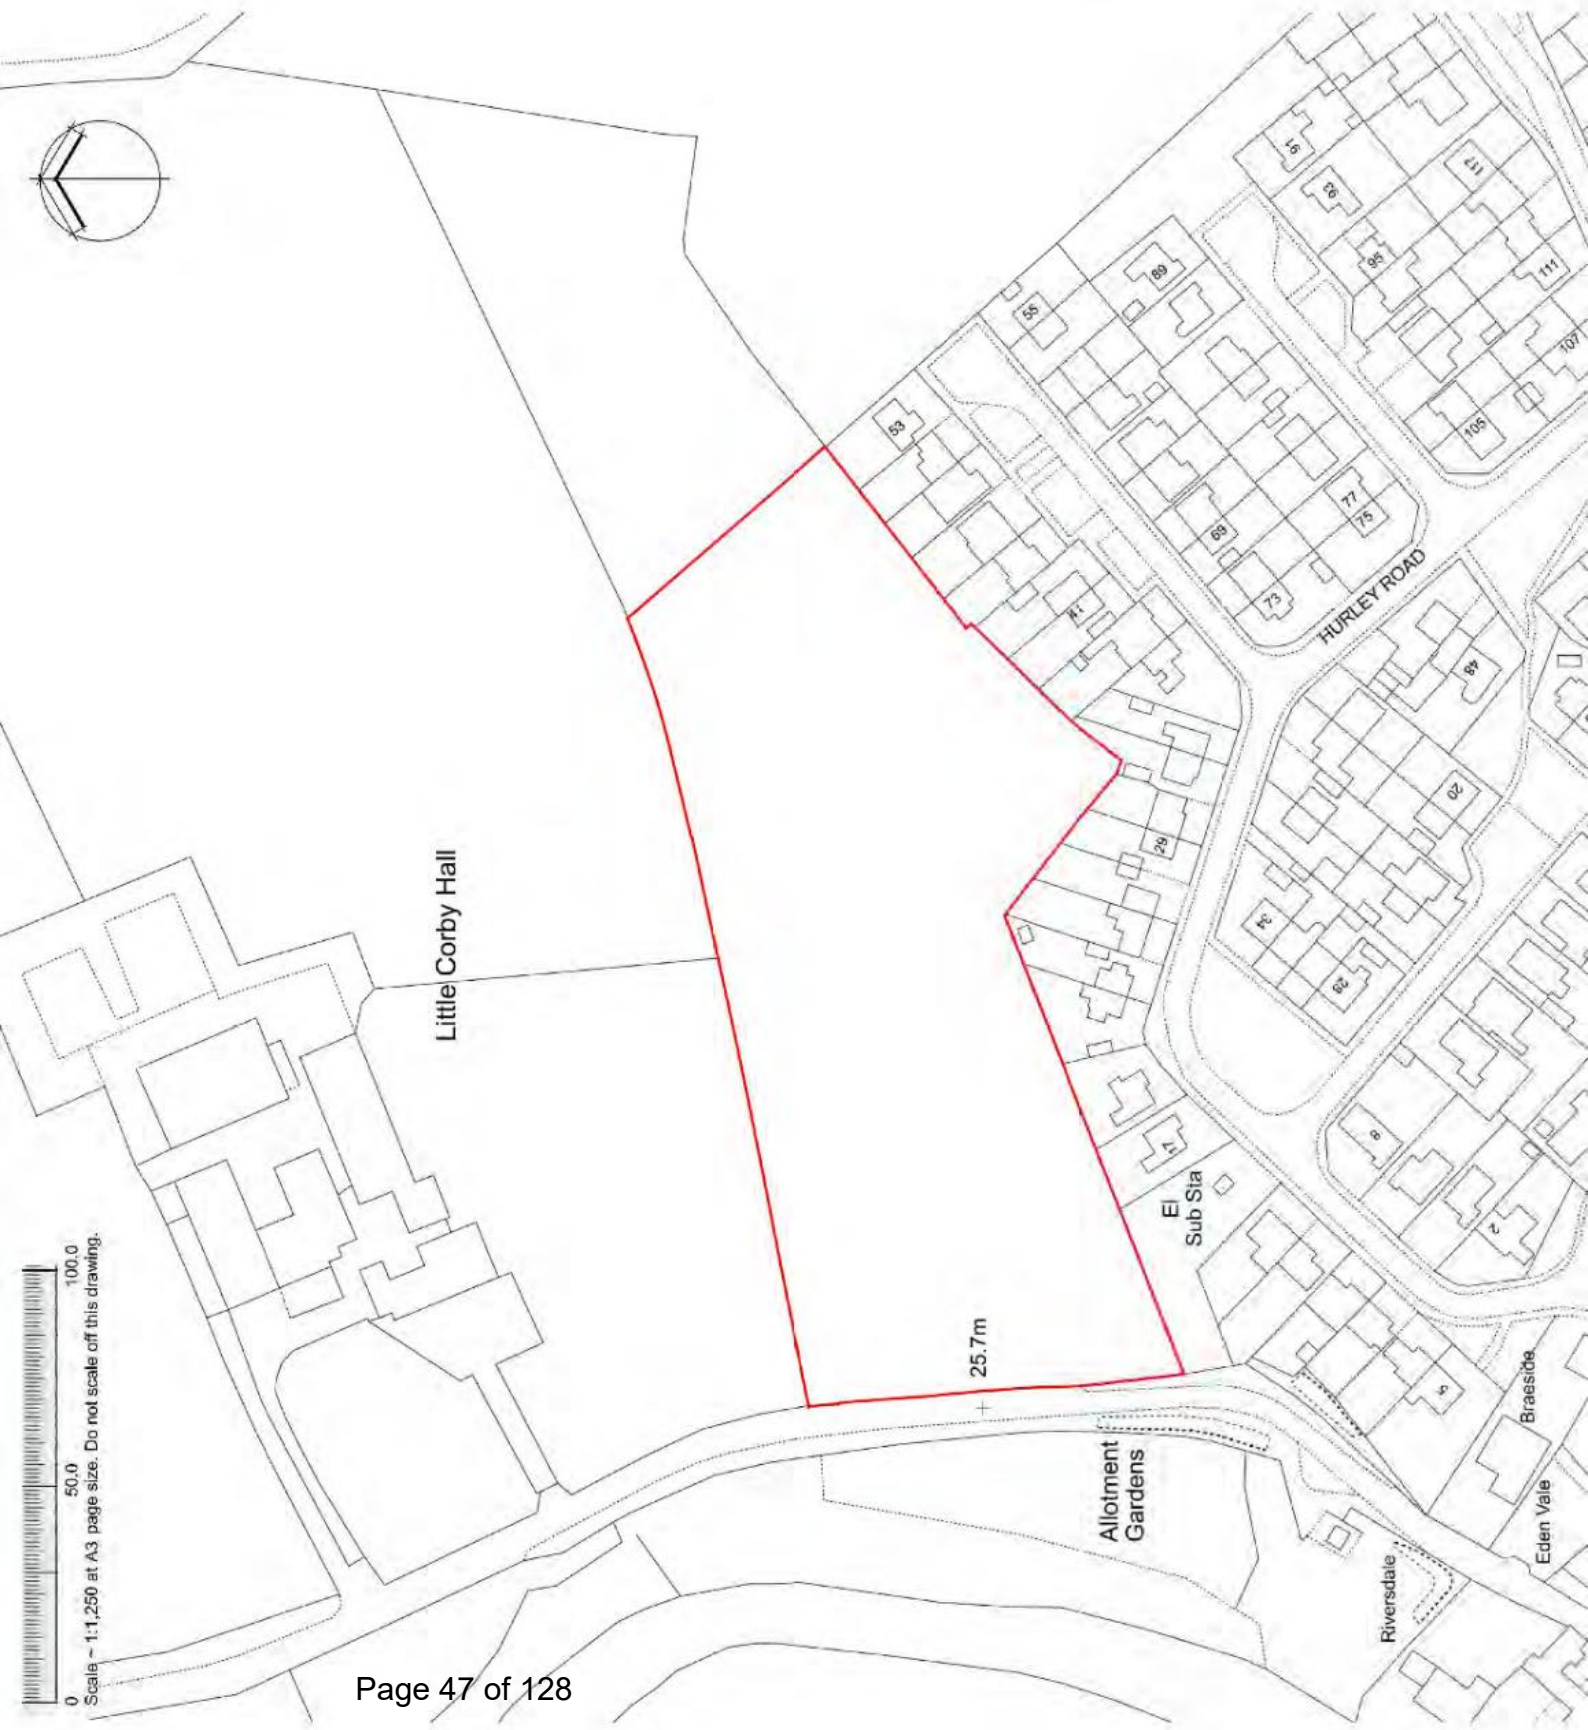 0
50.0
100.0
Scale - 1:1,250 at A3 page size. Do not scale off this drawing.
Little Corby Hall
25.7m
Allotment
Gardens
El
Sub Sta
HURLEY ROAD
Riversdale
Eden Vale
Braeside
53
55
89
91
93
95
117
111
107
105
77
75
69
73
41
29
48
20
34
28
17
8
2
5
Page 47 of 128